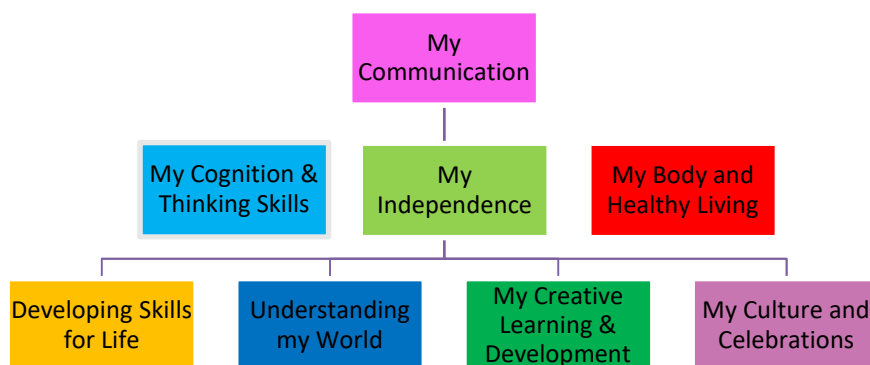 My
Communication
My Cognition &
Thinking Skills
My
Independence
My Body and
Healthy Living
Developing Skills
for Life
Understanding
my World
My Creative
Learning &
Development
My Culture and
Celebrations